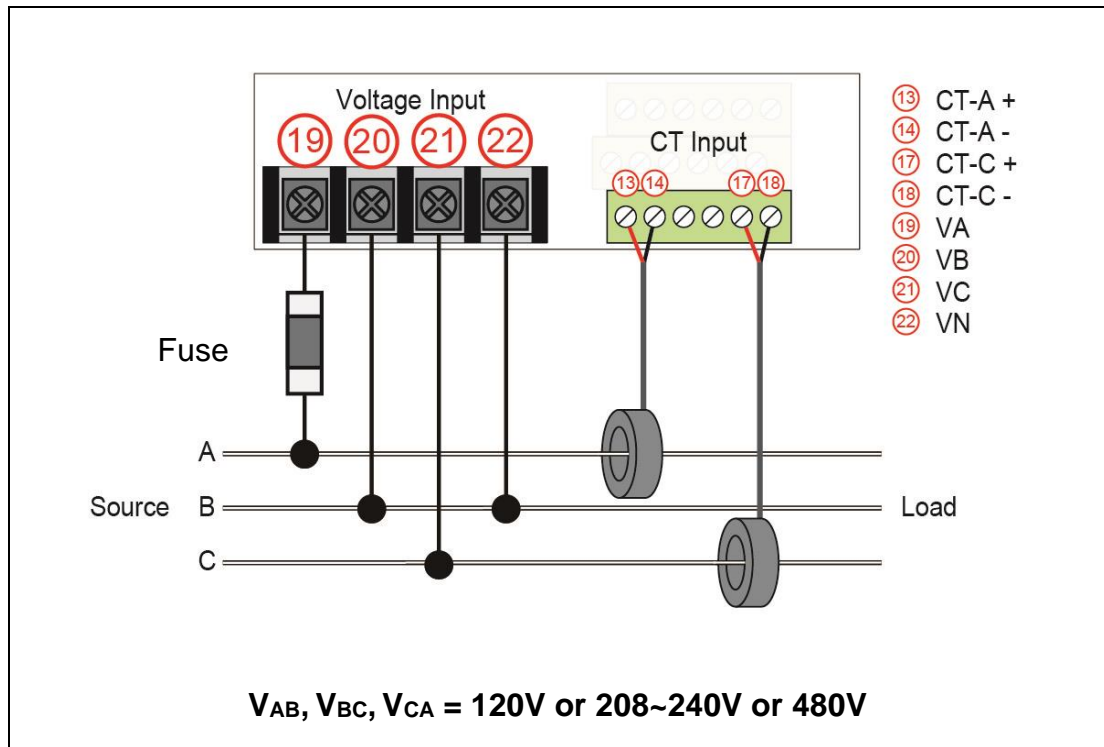 Voltage Input
19 20 21 22
CT Input
13 14 17 18
13 CT-A +
14 CT-A -
17 CT-C +
18 CT-C -
19 VA
20 VB
21 VC
22 VN
Fuse
A
Source B Load
C
VAB, VBC, VCA = 120V or 208~240V or 480V